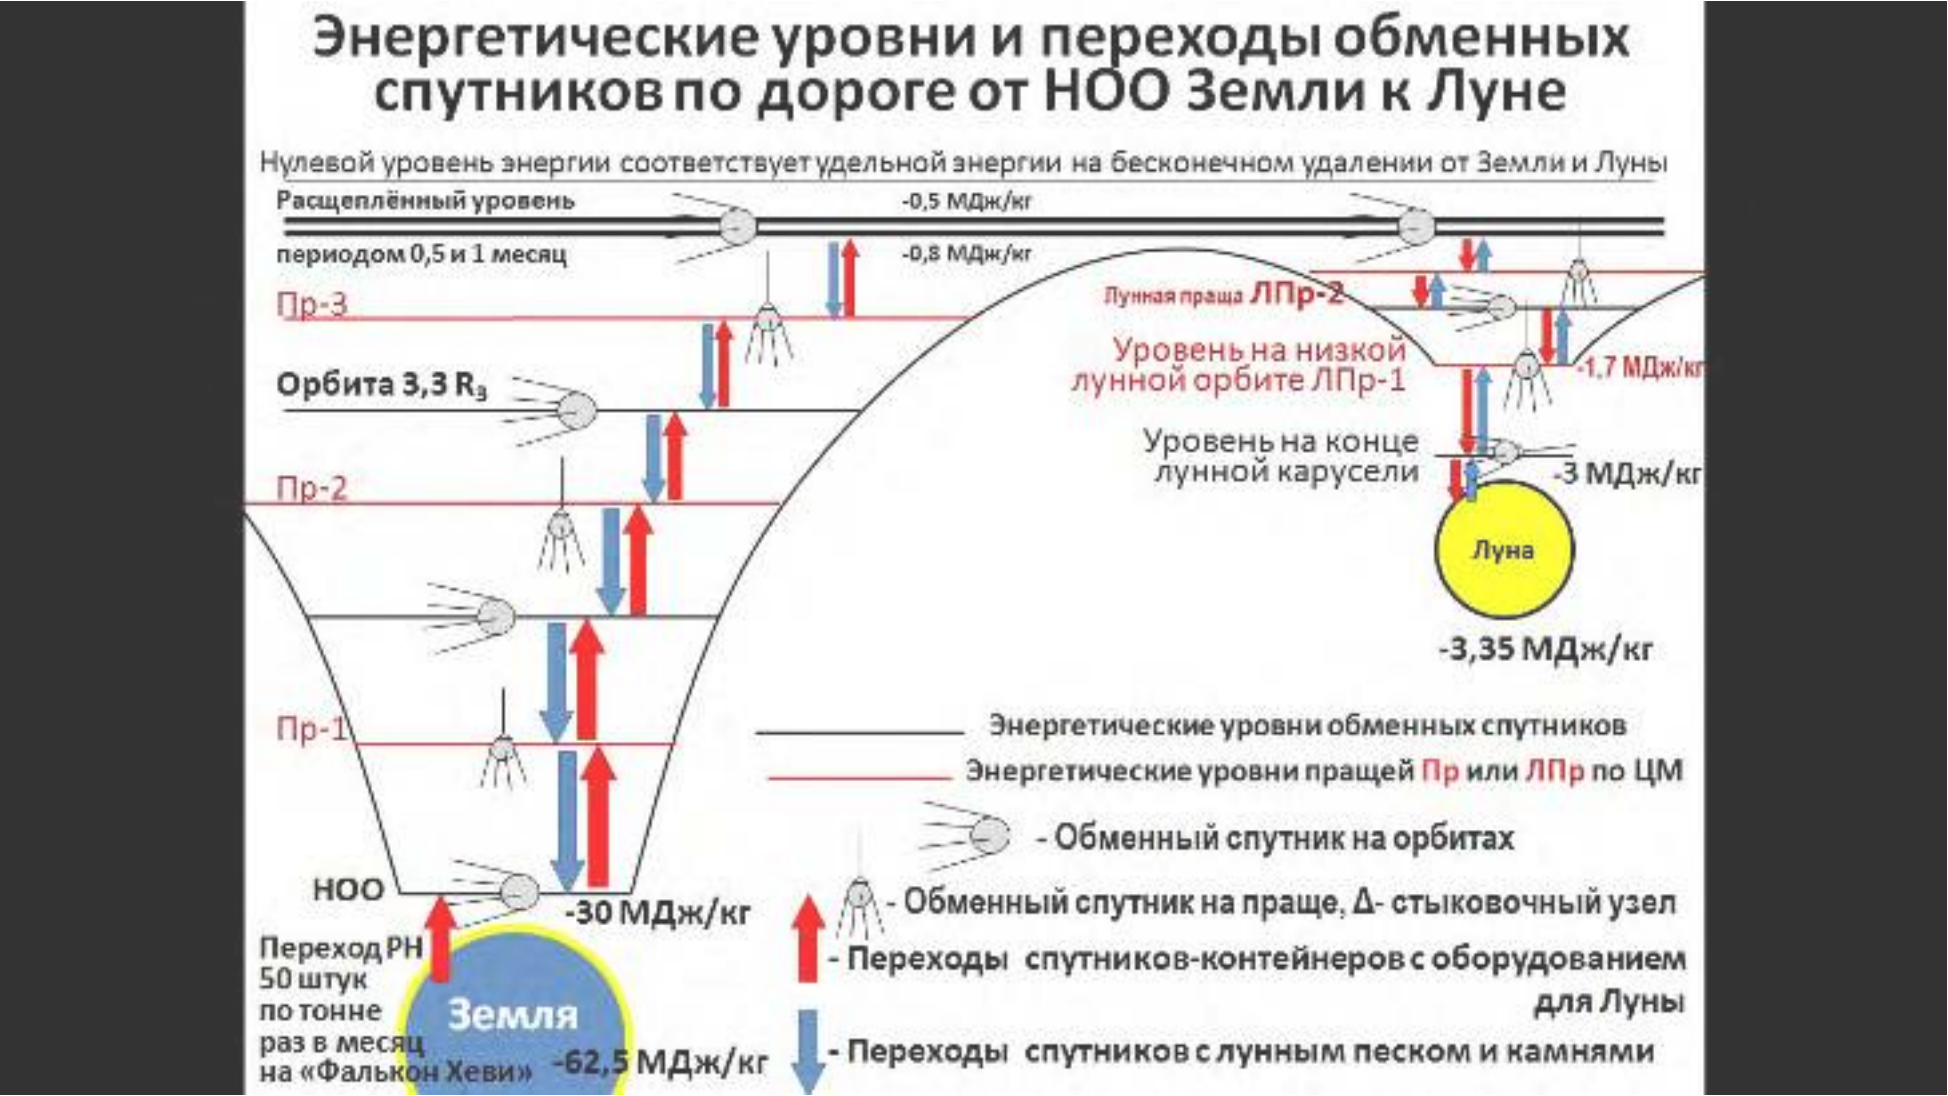 Энергетические уровни и переходы обменных
спутников по дороге от НОО Земли к Луне
Нулевой уровень энергии соответствует удельной энергии на бесконечном удалении от Земли и Луны
Расщеплённый уровень
-0,5 МДж/кг
периодом 0,5 и 1 месяц
-0,8 МДж/кг
Пр-3
Лунная праща ЛПр-2
Уровень на низкой
лунной орбите ЛПр-1
-1,7 МДж/кг
Орбита 3,3 RЗ
Уровень на конце
лунной карусели
-3 МДж/кг
Пр-2
Луна
-3,35 МДж/кг
Пр-1
Энергетические уровни обменных спутников
Энергетические уровни пращей Пр или ЛПр по ЦМ
- Обменный спутник на орбитах
НОО
-30 МДж/кг
- Обменный спутник на праще, Δ- стыковочный узел
Переход РН
50 штук
по тонне
раз в месяц
на «Фалькон Хеви»
Земля
-62,5 МДж/кг
- Переходы спутников-контейнеров с оборудованием
для Луны
- Переходы спутников с лунным песком и камнями